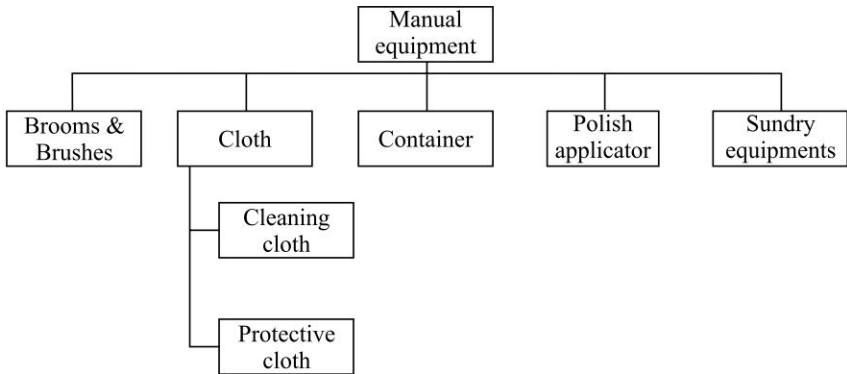 Manual
equipment
Brooms &
Brushes
Cloth
Container
Polish
applicator
Sundry
equipments
Cleaning
cloth
Protective
cloth